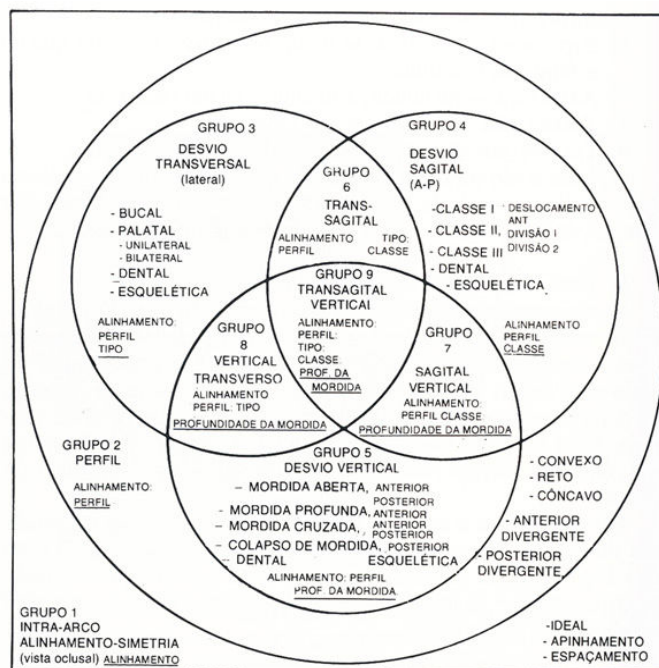 GRUPO 3
DESVIO
TRANSVERSAL
(lateral)
- BUCAL
- PALATAL
- UNILATERAL
- BILATERAL
- DENTAL
- ESQUELÉTICA
ALINHAMENTO:
PERFIL
TIPO
GRUPO 4
DESVIO
SAGITAL
(A-P)
-CLASSE I DESLOCAMENTO
ANT
- CLASSE II, DIVISÃO 1
- CLASSE III DIVISÃO 2
- DENTAL
- ESQUELÉTICA
ALINHAMENTO
PERFIL
CLASSE
GRUPO
6
TRANS-
SAGITAL
ALINHAMENTO TIPO:
PERFIL CLASSE
GRUPO 9
TRANSAGITAL
VERTICAI
ALINHAMENTO:
PERFIL:
TIPO:
CLASSE:
PROF. DA
MORDIDA
GRUPO
8
VERTICAL
TRANSVERSO
ALINHAMENTO
PERFIL: TIPO
PROFUNDIDADE DA MORDIDA
GRUPO
7
SAGITAL
VERTICAL
ALINHAMENTO:
PERFIL CLASSE:
PROFUNDIDADE DA MORDIDA
GRUPO 2
PERFIL
ALINHAMENTO:
PERFIL
GRUPO 5
DESVIO VERTICAL
– MORDIDA ABERTA, ANTERIOR
POSTERIOR
- MORDIDA PROFUNDA, ANTERIOR
- MORDIDA CRUZADA, ANTERIOR
POSTERIOR
- COLAPSO DE MORDIDA, POSTERIOR
– DENTAL ESQUELÉTICA
ALINHAMENTO: PERFIL
PROF. DA MORDIDA
- CONVEXO
- RETO
- CÔNCAVO
- ANTERIOR
DIVERGENTE
- POSTERIOR
DIVERGENTE
GRUPO 1
INTRA-ARCO
ALINHAMENTO-SIMETRIA
(vista oclusal) ALINHAMENTO
-IDEAL
- APINHAMENTO
- ESPAÇAMENTO